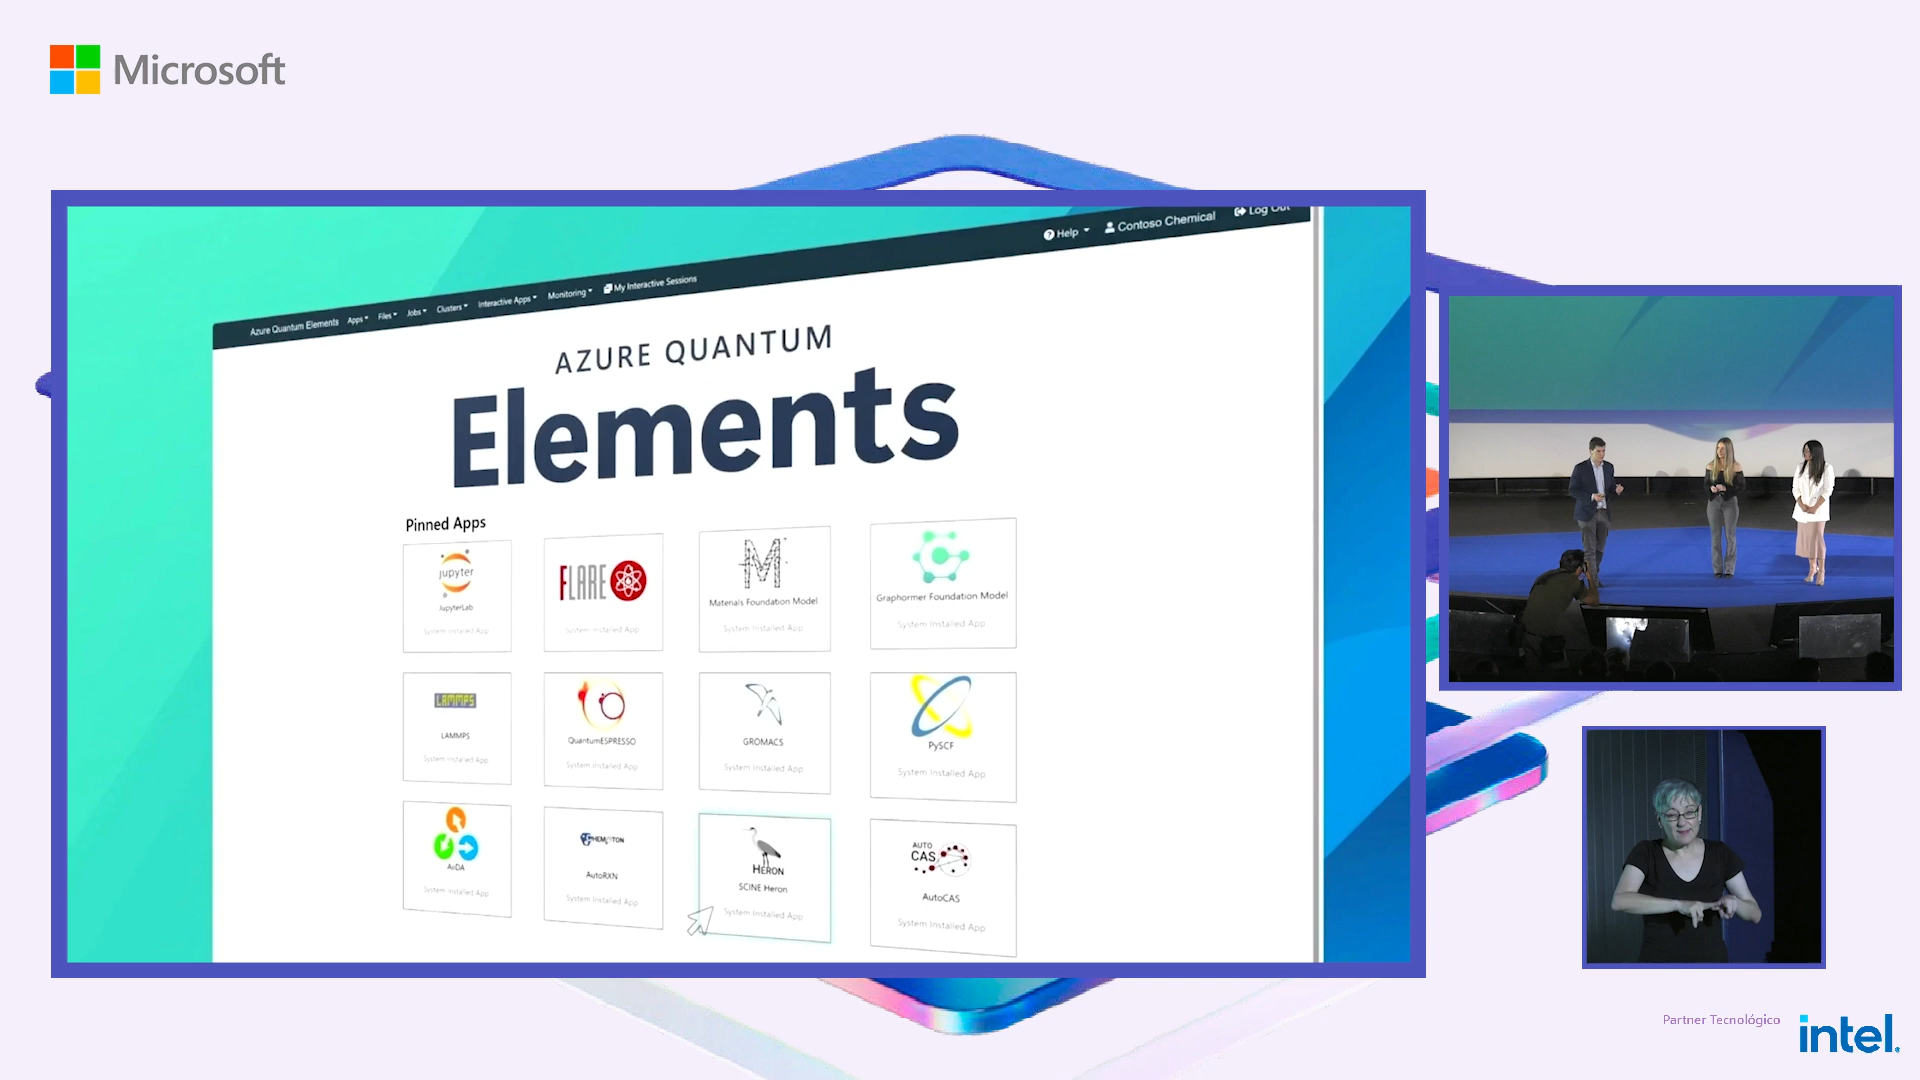 Microsoft
Help
Contoso Chemical
Log Out
Azure Quantum Elements
Apps
Files
Jobs
Clusters
Interactive Apps
Monitoring
My Interactive Sessions
AZURE QUANTUM
Elements
Pinned Apps
jupyter
JupyterLab
System Installed App
FLARE
System Installed App
M
Materials Foundation Model
System Installed App
Graphormer Foundation Model
System Installed App
LAMMPS
LAMMPS
System Installed App
QuantumESPRESSO
System Installed App
GROMACS
System Installed App
PySCF
System Installed App
System Installed App
CHEMOTON
AutoRXN
System Installed App
HERON
SCINE Heron
System Installed App
AUTO
CAS
AutoCAS
System Installed App
Partner Tecnológico
intel.